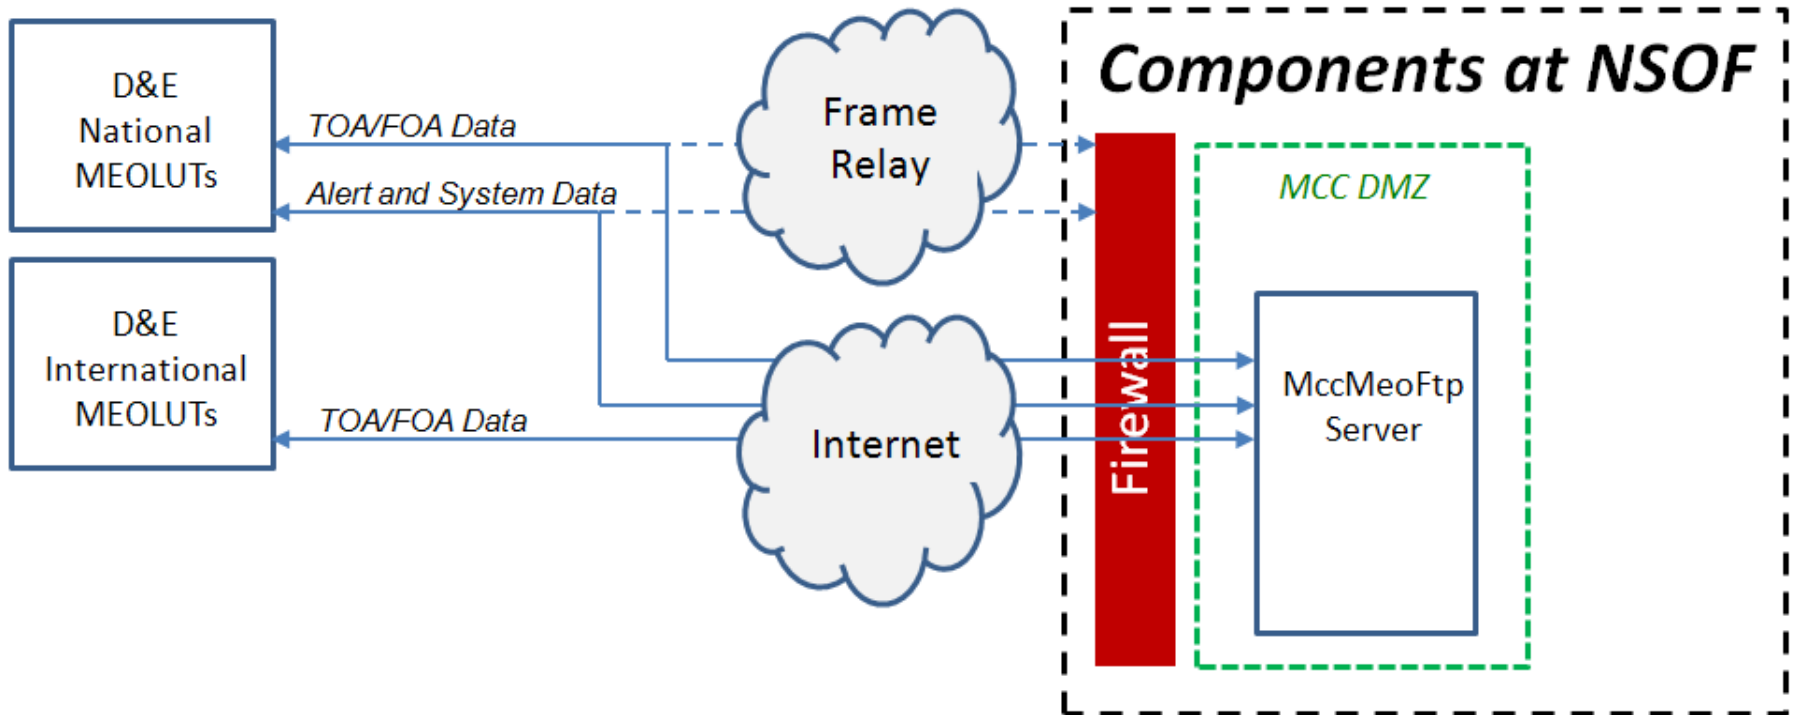 Components at NSOF
D&E
National
MEOLUTs
TOA/FOA Data
Alert and System Data
Frame
Relay
MCC DMZ
D&E
International
MEOLUTs
TOA/FOA Data
Internet
Firewall
MccMeoFtp
Server